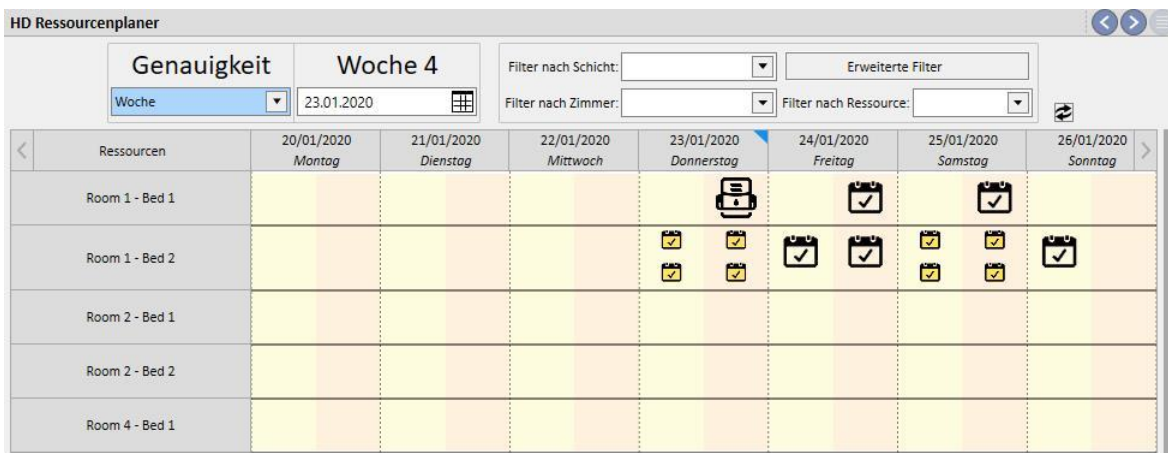 HD Ressourcenplaner
Genauigkeit Woche 4
Filter nach Schicht: Erweiterte Filter
Woche 23.01.2020 Filter nach Zimmer: Filter nach Ressource:
Ressourcen 20/01/2020 21/01/2020 22/01/2020 23/01/2020 24/01/2020 25/01/2020 26/01/2020
Montag Dienstag Mittwoch Donnerstag Freitag Samstag Sonntag
Room 1 - Bed 1
Room 1 - Bed 2
Room 2 - Bed 1
Room 2 - Bed 2
Room 4 - Bed 1